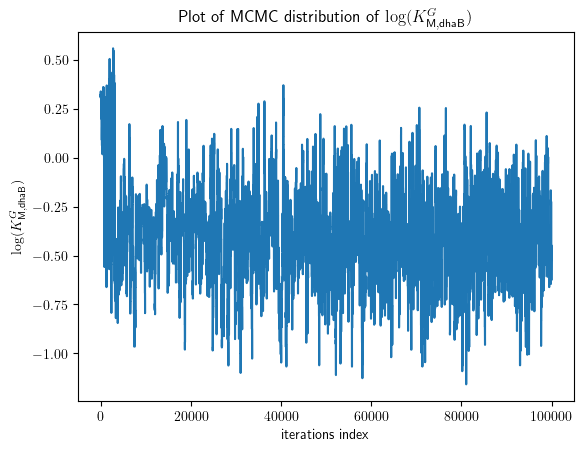 Plot of MCMC distribution of log(K^G_M,dhaB)
log(K^G_M,dhaB)
0.50
0.25
0.00
−0.25
−0.50
−0.75
−1.00
0 20000 40000 60000 80000 100000
iterations index